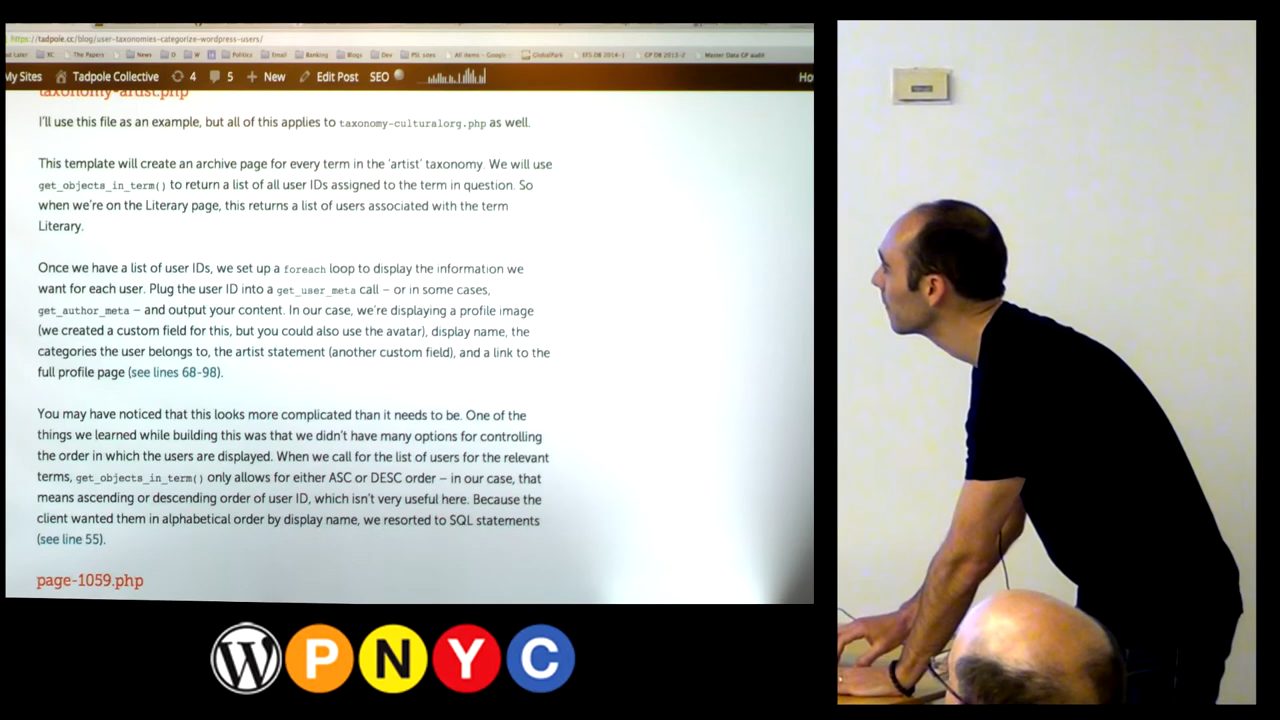 https://tadpole.cc/blog/user-taxonomies-categorize-wordpress-users/
ad Later XC The Papers News D W Politics Email Banking Blogs Dev PSL sites All items - Google GlobalPark Master Data GP audit
My Sites Tadpole Collective 4 5 + New Edit Post SEO Ho
taxonomy-artist.php
I'll use this file as an example, but all of this applies to taxonomy-culturalorg.php as well.
This template will create an archive page for every term in the 'artist' taxonomy. We will use
get_objects_in_term() to return a list of all user IDs assigned to the term in question. So
when we're on the Literary page, this returns a list of users associated with the term
Literary.
Once we have a list of user IDs, we set up a foreach loop to display the information we
want for each user. Plug the user ID into a get_user_meta call – or in some cases,
get_author_meta – and output your content. In our case, we're displaying a profile image
(we created a custom field for this, but you could also use the avatar), display name, the
categories the user belongs to, the artist statement (another custom field), and a link to the
full profile page (see lines 68-98).
You may have noticed that this looks more complicated than it needs to be. One of the
things we learned while building this was that we didn't have many options for controlling
the order in which the users are displayed. When we call for the list of users for the relevant
terms, get_objects_in_term() only allows for either ASC or DESC order – in our case, that
means ascending or descending order of user ID, which isn't very useful here. Because the
client wanted them in alphabetical order by display name, we resorted to SQL statements
(see line 55).
page-1059.php
W P N Y C